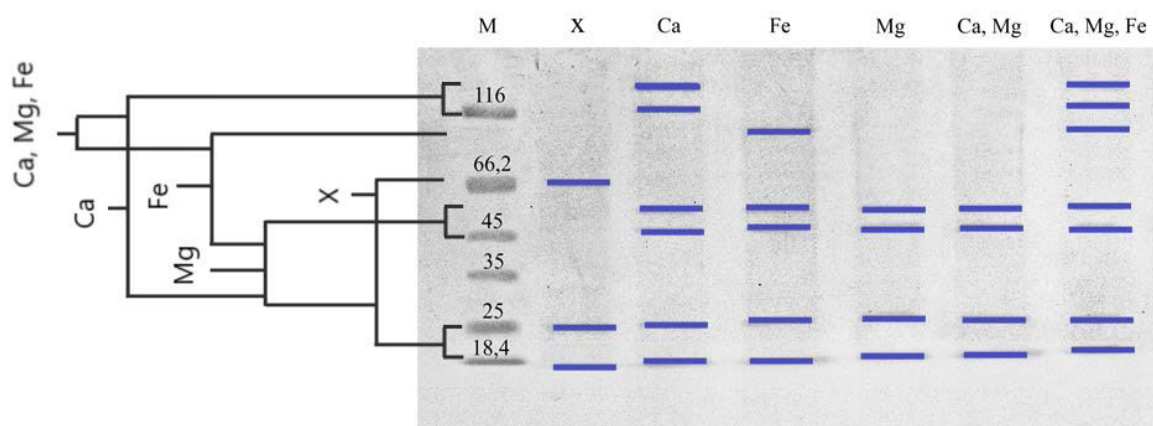 M X Ca Fe Mg Ca, Mg Ca, Mg, Fe
116
66,2
45
35
25
18,4
Ca, Mg, Fe
Ca
Fe
Mg
X